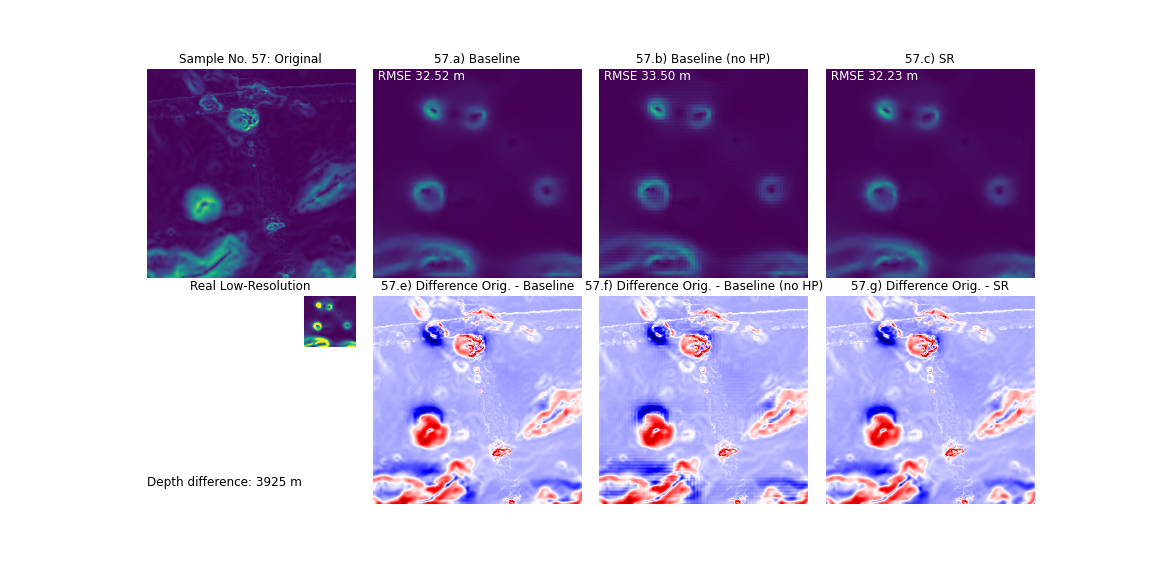 Sample No. 57: Original
57.a) Baseline
57.b) Baseline (no HP)
57.c) SR
RMSE 32.52 m
RMSE 33.50 m
RMSE 32.23 m
Real Low-Resolution
57.e) Difference Orig. - Baseline
57.f) Difference Orig. - Baseline (no HP)
57.g) Difference Orig. - SR
Depth difference: 3925 m